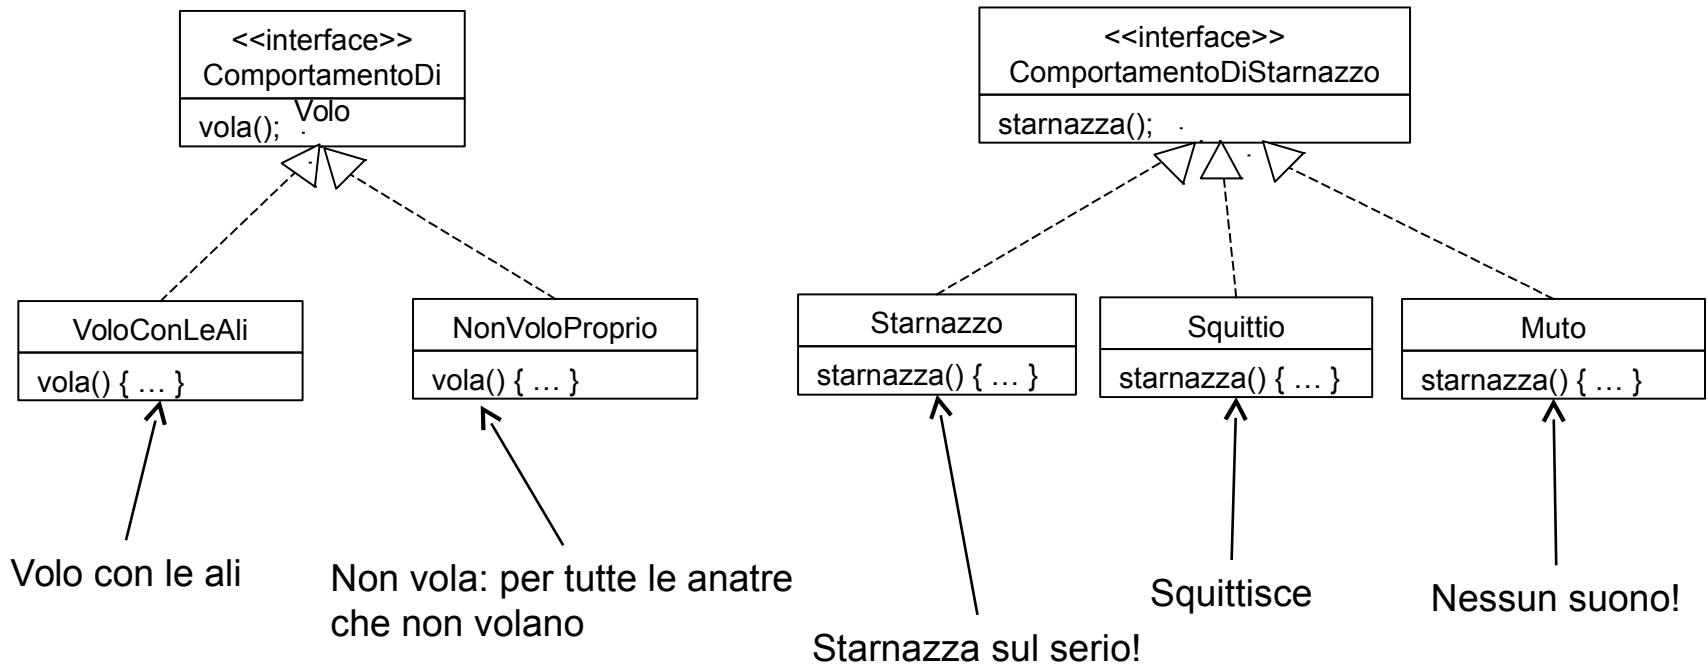 <<interface>>
ComportamentoDi
Volo
vola();
<<interface>>
ComportamentoDiStarnazzo
starnazza();
VoloConLeAli
vola() { … }
NonVoloProprio
vola() { … }
Starnazzo
starnazza() { … }
Squittio
starnazza() { … }
Muto
starnazza() { … }
Volo con le ali
Non vola: per tutte le anatre
che non volano
Starnazza sul serio!
Squittisce
Nessun suono!